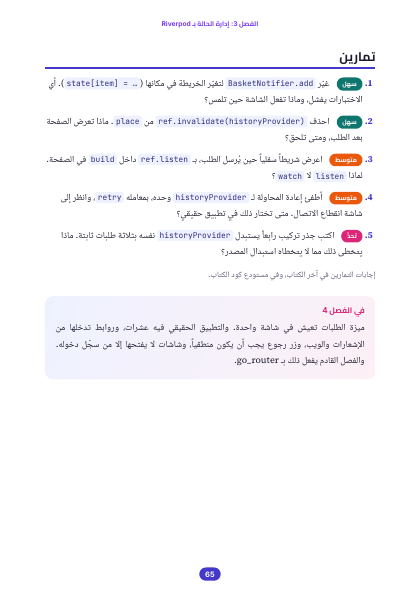 الفصل 3: إدارة الحالة بـ Riverpod
تمارين
1. سهل غيّر BasketNotifier.add لتغيّر الخريطة في مكانها (state[item] = …). أي
الاختبارات يفشل، وماذا تفعل الشاشة حين تلمس؟
2. سهل احذف ref.invalidate(historyProvider) من place. ماذا تعرض الصفحة
بعد الطلب، ومتى تلحق؟
3. متوسط اعرض شريطاً سفلياً حين يُرسل الطلب، بـ ref.listen داخل build في الصفحة.
لماذا listen لا watch؟
4. متوسط أطفئ إعادة المحاولة لـ historyProvider وحده، بمعامله retry، وانظر إلى
شاشة انقطاع الاتصال. متى تختار ذلك في تطبيق حقيقي؟
5. تحدٍّ اكتب جذر تركيب رابعاً يستبدل historyProvider نفسه بثلاثة طلبات ثابتة. ماذا
يتخطى ذلك مما لا يتخطاه استبدال المصدر؟
إجابات التمارين في آخر الكتاب، وفي مستودع كود الكتاب.
في الفصل 4
ميزة الطلبات تعيش في شاشة واحدة. والتطبيق الحقيقي فيه عشرات، وروابط تدخلها من
الإشعارات والويب، وزر رجوع يجب أن يكون منطقياً، وشاشات لا يفتحها إلا من سجّل دخوله.
والفصل القادم يفعل ذلك بـ go_router.
65